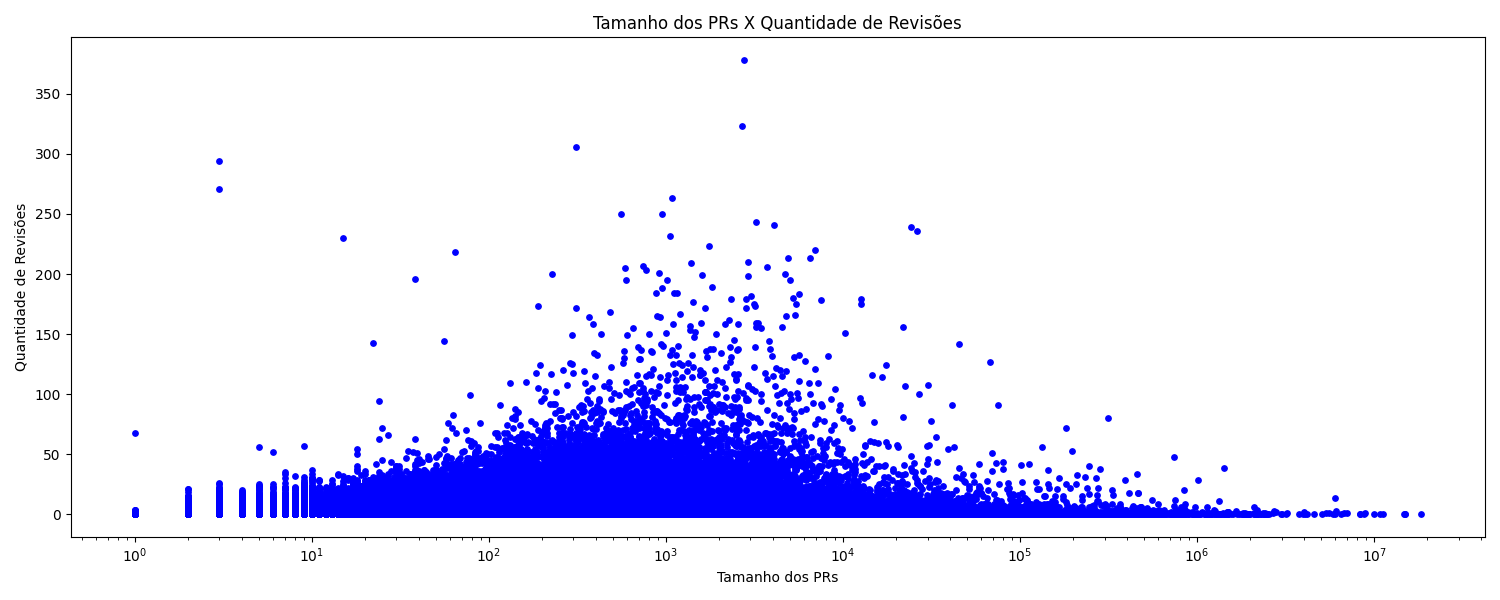 Tamanho dos PRs X Quantidade de Revisões
Quantidade de Revisões
350
300
250
200
150
100
50
0
10⁰ 10¹ 10² 10³ 10⁴ 10⁵ 10⁶ 10⁷
Tamanho dos PRs